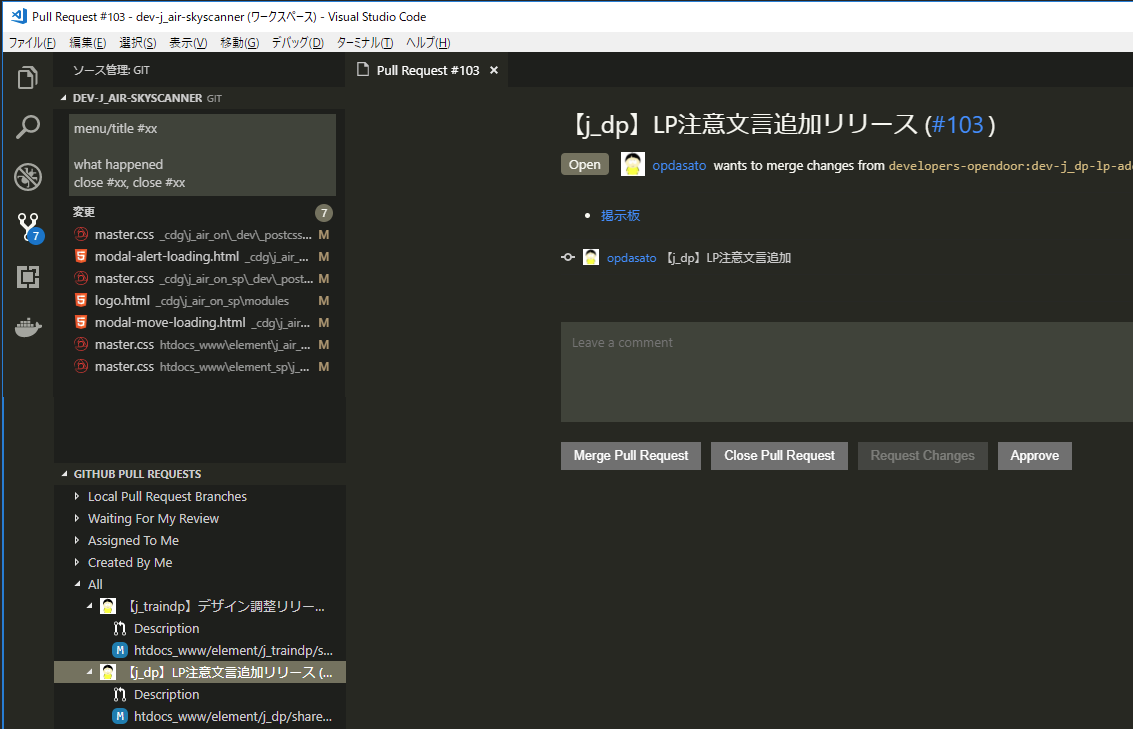 Pull Request #103 - dev-j_air-skyscanner (ワークスペース) - Visual Studio Code
ファイル(F) 編集(E) 選択(S) 表示(V) 移動(G) デバッグ(D) ターミナル(T) ヘルプ(H)
ソース管理: GIT
DEV-J_AIR-SKYSCANNER GIT
menu/title #xx
what happened
close #xx, close #xx
変更 7
master.css _cdg\j_air_on\_dev\_postcss... M
modal-alert-loading.html _cdg\j_air_... M
master.css _cdg\j_air_on_sp\_dev\_post... M
logo.html _cdg\j_air_on_sp\modules M
modal-move-loading.html _cdg\j_air... M
master.css htdocs_www\element\j_air_... M
master.css htdocs_www\element_sp\j_... M
7
GITHUB PULL REQUESTS
Local Pull Request Branches
Waiting For My Review
Assigned To Me
Created By Me
All
【j_traindp】デザイン調整リリー...
Description
M htdocs_www/element/j_traindp/s...
【j_dp】LP注意文言追加リリース (...
Description
M htdocs_www/element/j_dp/share...
Pull Request #103 ×
【j_dp】LP注意文言追加リリース (#103 )
Open opdasato wants to merge changes from developers-opendoor:dev-j_dp-lp-ad
掲示板
opdasato 【j_dp】LP注意文言追加
Leave a comment
Merge Pull Request Close Pull Request Request Changes Approve